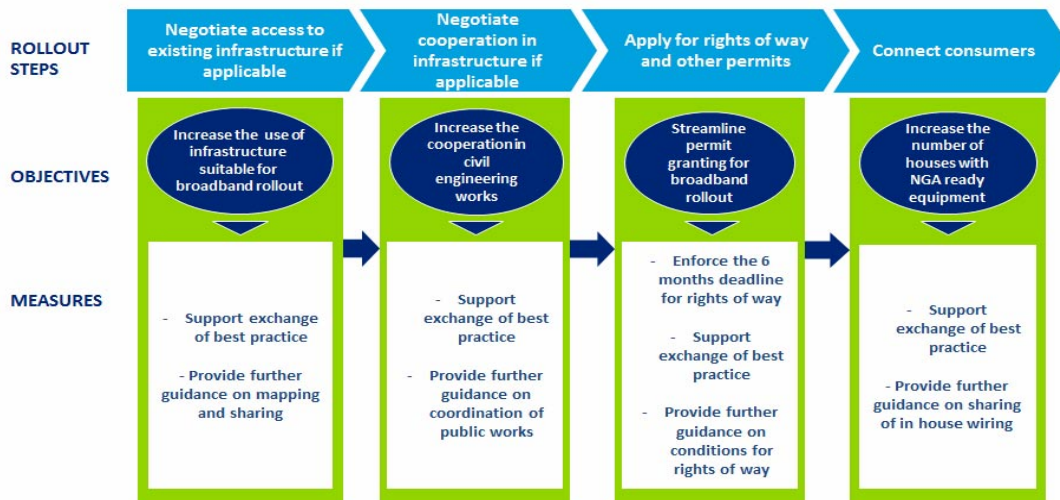 ROLLOUT
STEPS
Negotiate access to
existing infrastructure if
applicable
Negotiate
cooperation in
infrastructure if
applicable
Apply for rights of way
and other permits
Connect consumers
OBJECTIVES
Increase the use of
infrastructure
suitable for
broadband rollout
Increase the
cooperation in
civil
engineering
works
Streamline
permit
granting for
broadband
rollout
Increase the
number of
houses with
NGA ready
equipment
MEASURES
- Support exchange
of best practice
- Provide further
guidance on mapping
and sharing
- Support
exchange of best
practice
- Provide further
guidance on
coordination of
public works
- Enforce the 6
months deadline
for rights of way
- Support
exchange of best
practice
- Provide further
guidance on
conditions for
rights of way
- Support
exchange of best
practice
- Provide further
guidance on sharing
of in house wiring